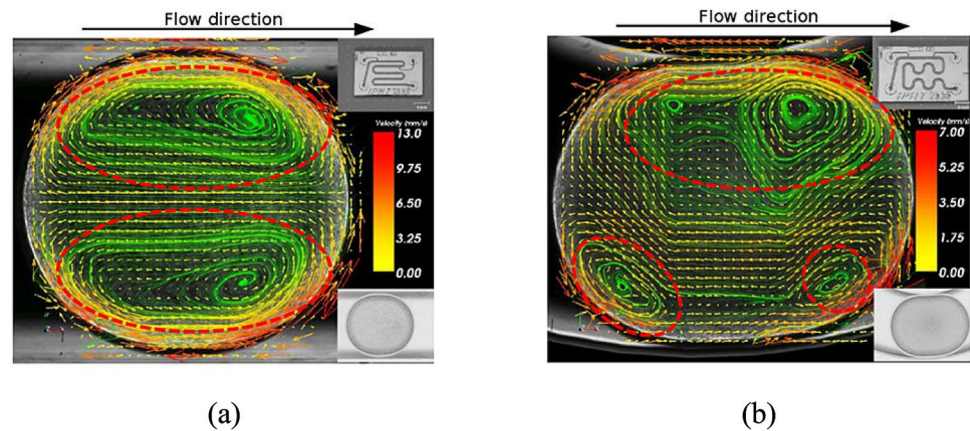 Flow direction
Flow direction
Velocity (mm/s)
13.0
9.75
6.50
3.25
0.00
Velocity (mm/s)
7.00
5.25
3.50
1.75
0.00
(a)
(b)